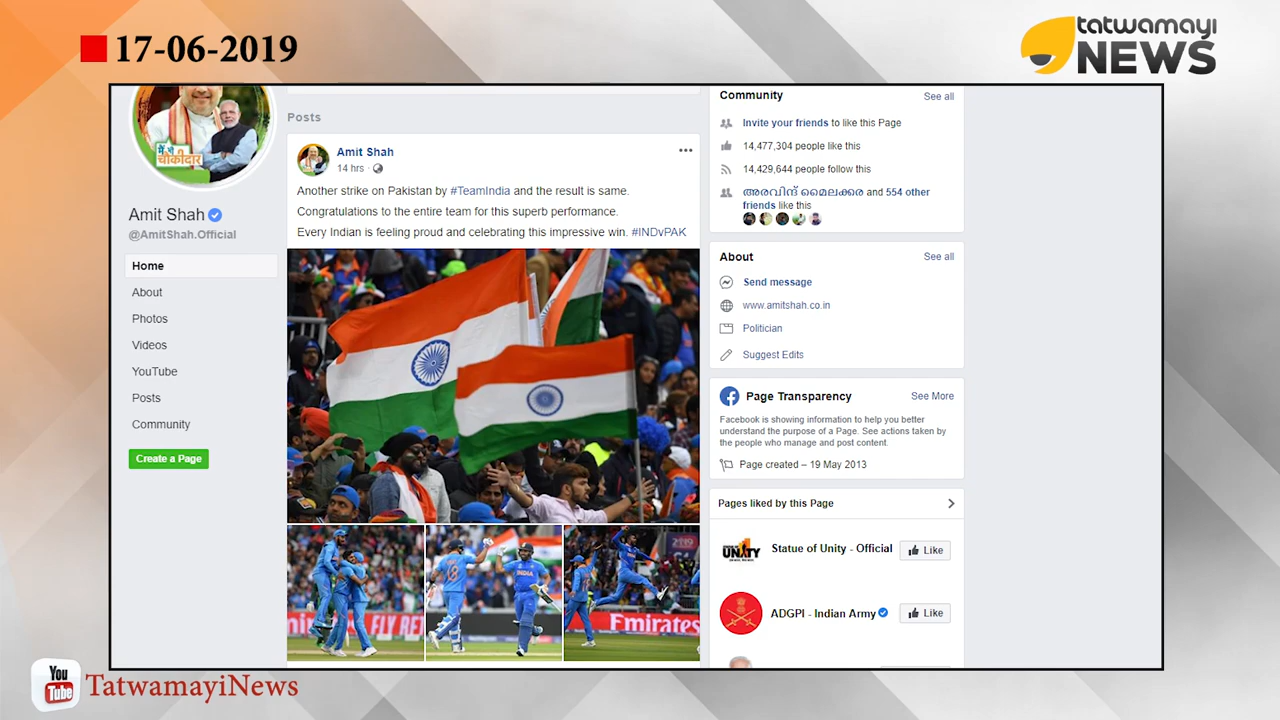 17-06-2019
tatwamayi
NEWS
मैं भी
चौकीदार
Amit Shah
@AmitShah.Official
Home
About
Photos
Videos
YouTube
Posts
Community
Create a Page
Posts
Amit Shah
14 hrs ·
Another strike on Pakistan by #TeamIndia and the result is same.
Congratulations to the entire team for this superb performance.
Every Indian is feeling proud and celebrating this impressive win. #INDvPAK
INDIA
FLY
Emirates
Community
See all
Invite your friends to like this Page
14,477,304 people like this
14,429,644 people follow this
അരവിന്ദ് മൈലക്കര and 554 other
friends like this
About
See all
Send message
www.amitshah.co.in
Politician
Suggest Edits
Page Transparency
See More
Facebook is showing information to help you better
understand the purpose of a Page. See actions taken by
the people who manage and post content.
Page created – 19 May 2013
Pages liked by this Page
UNITY
Statue of Unity - Official
Like
ADGPI - Indian Army
Like
You
Tube
TatwamayiNews